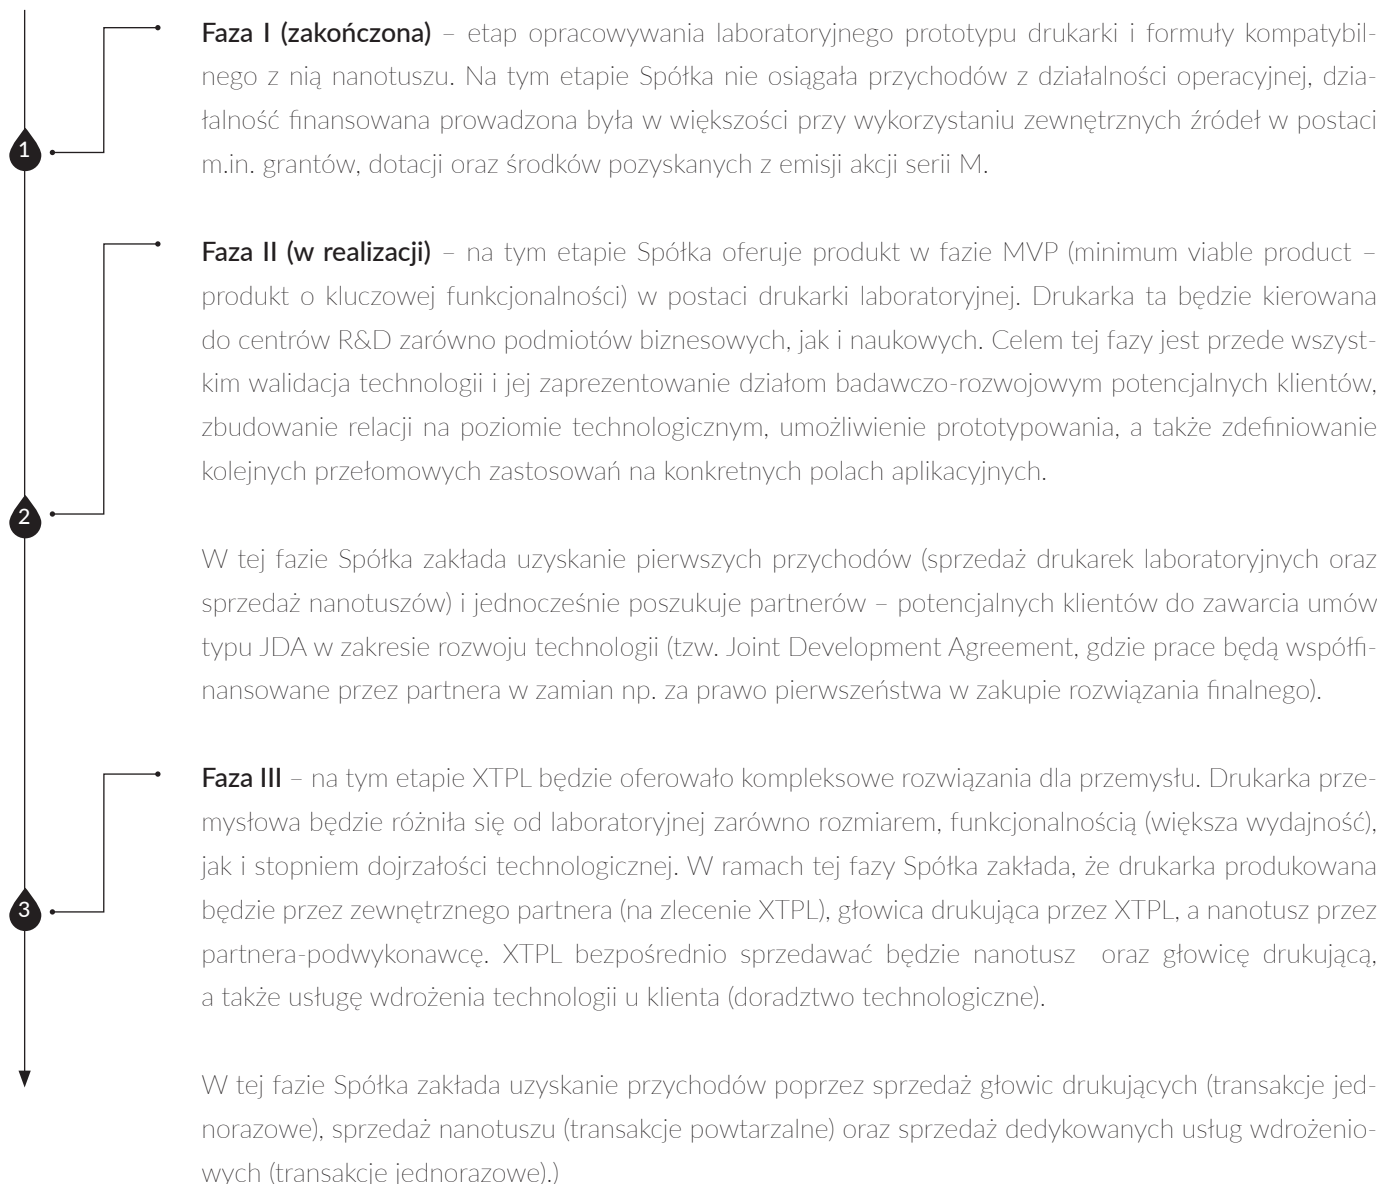 Faza I (zakończona) – etap opracowywania laboratoryjnego prototypu drukarki i formuły kompatybil-
nego z nią nanotuszu. Na tym etapie Spółka nie osiągała przychodów z działalności operacyjnej, dzia-
łalność finansowana prowadzona była w większości przy wykorzystaniu zewnętrznych źródeł w postaci
1
m.in. grantów, dotacji oraz środków pozyskanych z emisji akcji serii M.
Faza II (w realizacji) – na tym etapie Spółka oferuje produkt w fazie MVP (minimum viable product –
produkt o kluczowej funkcjonalności) w postaci drukarki laboratoryjnej. Drukarka ta będzie kierowana
do centrów R&D zarówno podmiotów biznesowych, jak i naukowych. Celem tej fazy jest przede wszyst-
kim walidacja technologii i jej zaprezentowanie działom badawczo-rozwojowym potencjalnych klientów,
zbudowanie relacji na poziomie technologicznym, umożliwienie prototypowania, a także zdefiniowanie
kolejnych przełomowych zastosowań na konkretnych polach aplikacyjnych.
2
W tej fazie Spółka zakłada uzyskanie pierwszych przychodów (sprzedaż drukarek laboratoryjnych oraz
sprzedaż nanotuszów) i jednocześnie poszukuje partnerów – potencjalnych klientów do zawarcia umów
typu JDA w zakresie rozwoju technologii (tzw. Joint Development Agreement, gdzie prace będą współfi-
nansowane przez partnera w zamian np. za prawo pierwszeństwa w zakupie rozwiązania finalnego).
Faza III – na tym etapie XTPL będzie oferowało kompleksowe rozwiązania dla przemysłu. Drukarka prze-
mysłowa będzie różniła się od laboratoryjnej zarówno rozmiarem, funkcjonalnością (większa wydajność),
jak i stopniem dojrzałości technologicznej. W ramach tej fazy Spółka zakłada, że drukarka produkowana
3
będzie przez zewnętrznego partnera (na zlecenie XTPL), głowica drukująca przez XTPL, a nanotusz przez
partnera-podwykonawcę. XTPL bezpośrednio sprzedawać będzie nanotusz oraz głowicę drukującą,
a także usługę wdrożenia technologii u klienta (doradztwo technologiczne).
W tej fazie Spółka zakłada uzyskanie przychodów poprzez sprzedaż głowic drukujących (transakcje jed-
norazowe), sprzedaż nanotuszu (transakcje powtarzalne) oraz sprzedaż dedykowanych usług wdrożenio-
wych (transakcje jednorazowe).)